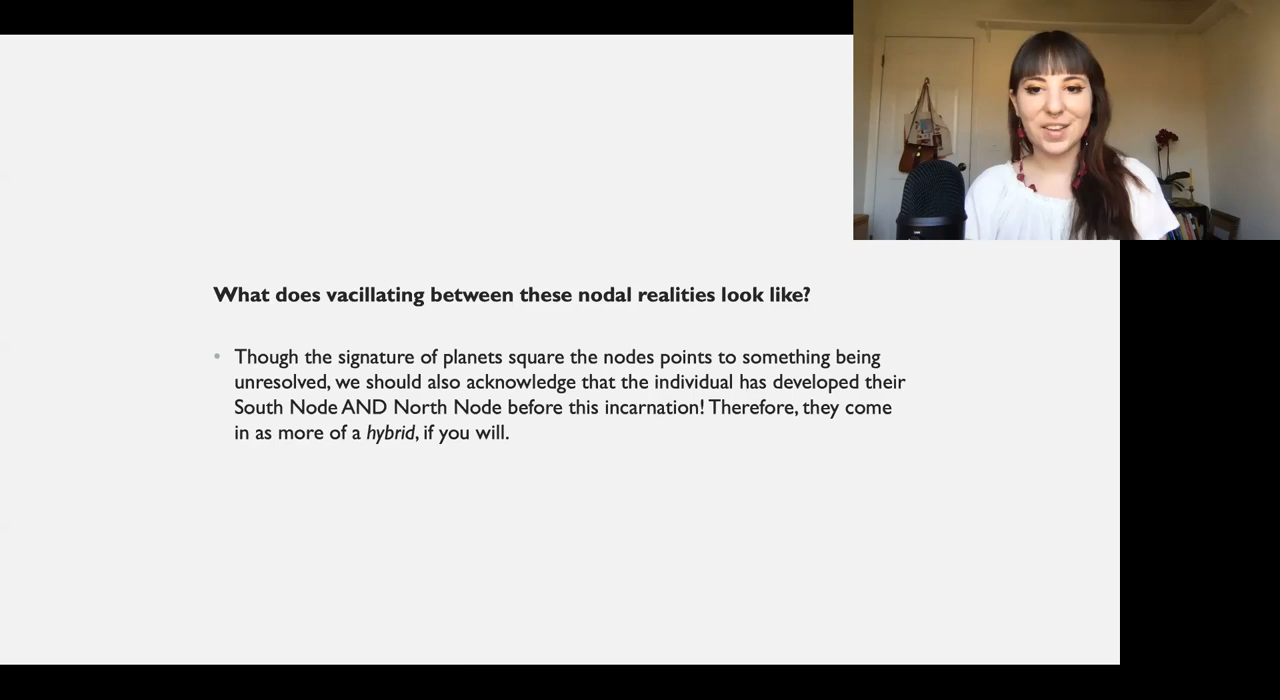 What does vacillating between these nodal realities look like?
• Though the signature of planets square the nodes points to something being
unresolved, we should also acknowledge that the individual has developed their
South Node AND North Node before this incarnation! Therefore, they come
in as more of a hybrid, if you will.